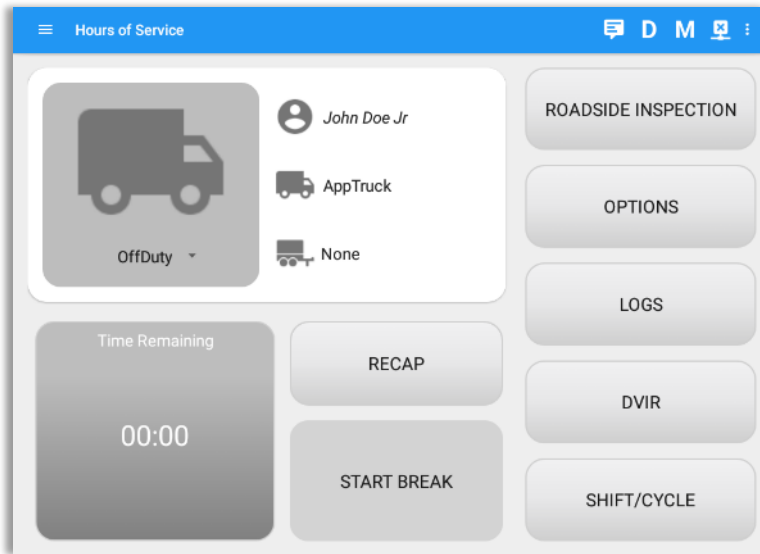 Hours of Service
D M
John Doe Jr
AppTruck
None
OffDuty
Time Remaining
00:00
RECAP
START BREAK
ROADSIDE INSPECTION
OPTIONS
LOGS
DVIR
SHIFT/CYCLE